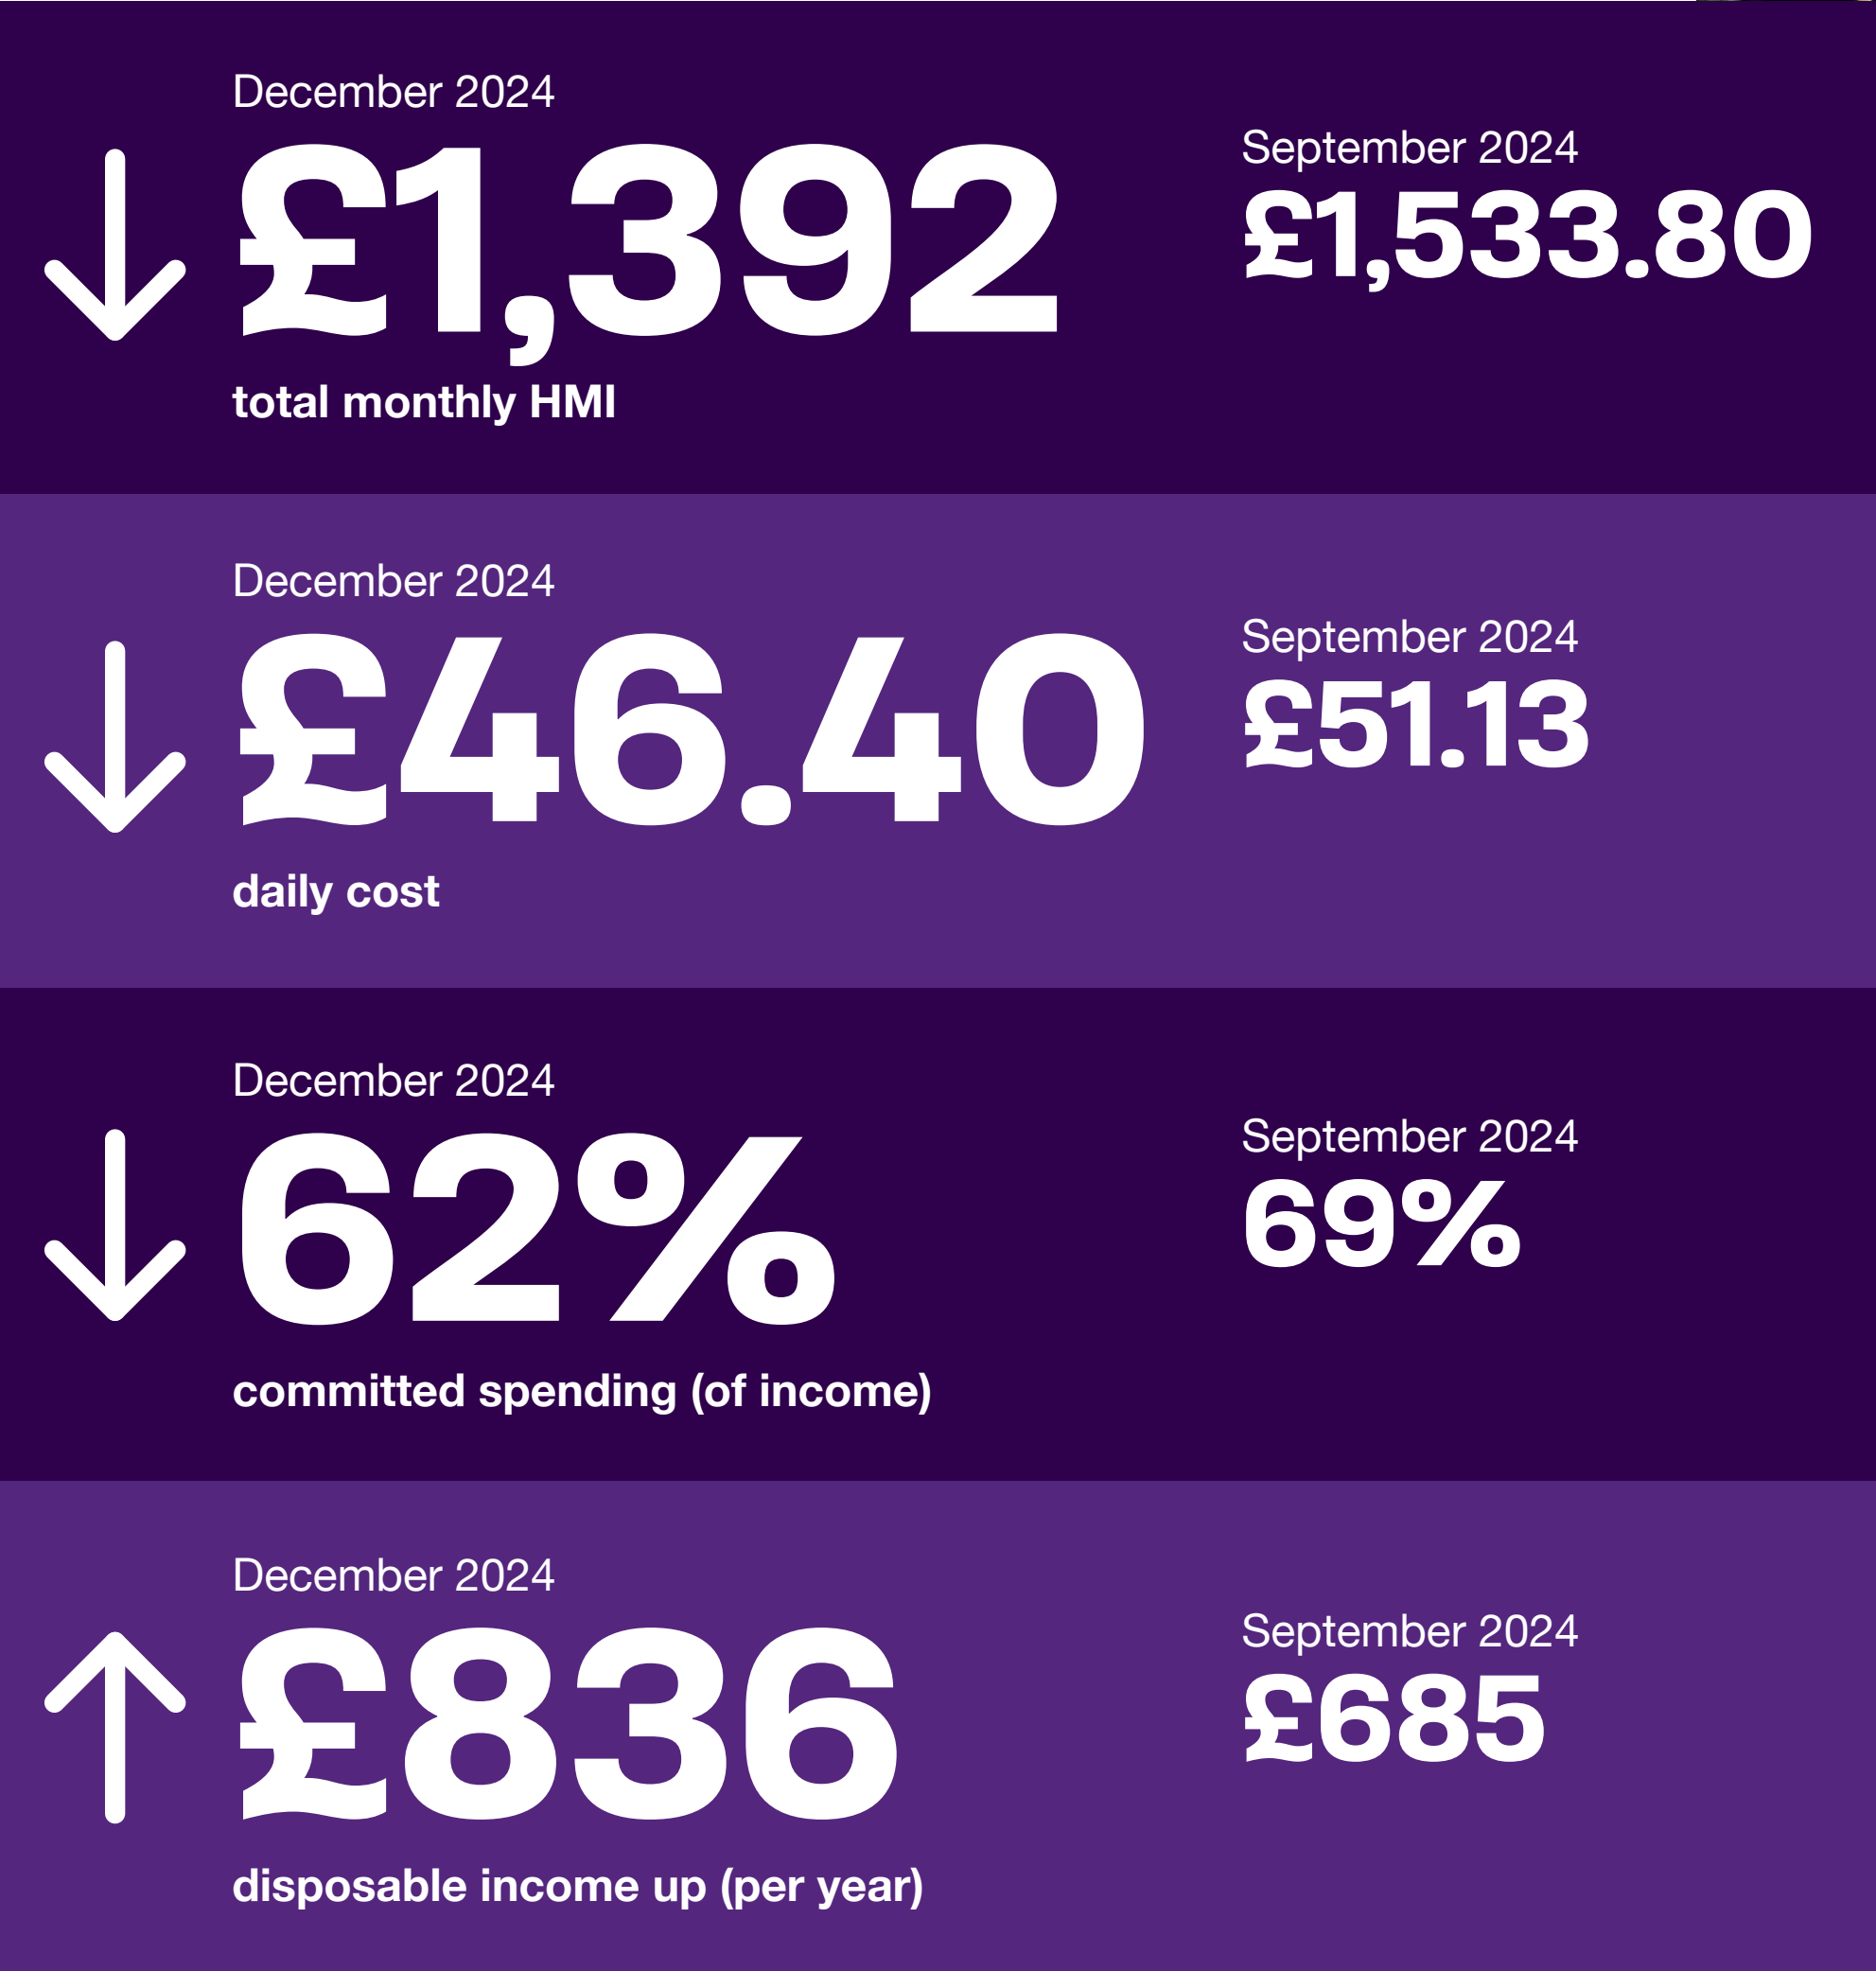 December 2024
£1,392
total monthly HMI
September 2024
£1,533.80
December 2024
£46.40
daily cost
September 2024
£51.13
December 2024
62%
committed spending (of income)
September 2024
69%
December 2024
£836
disposable income up (per year)
September 2024
£685